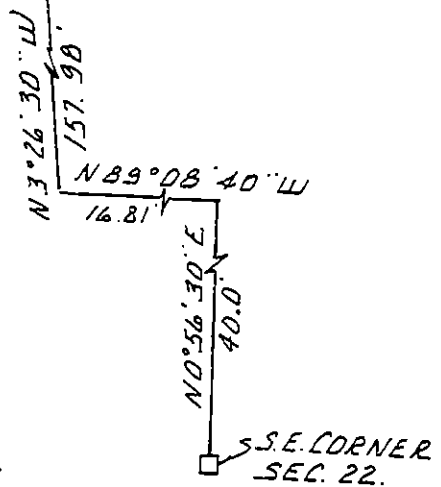 N3°26'30"W
157.98'
N89°08'40"W
16.81'
N0°56'30"E
40.0
S.E. CORNER
SEC. 22.